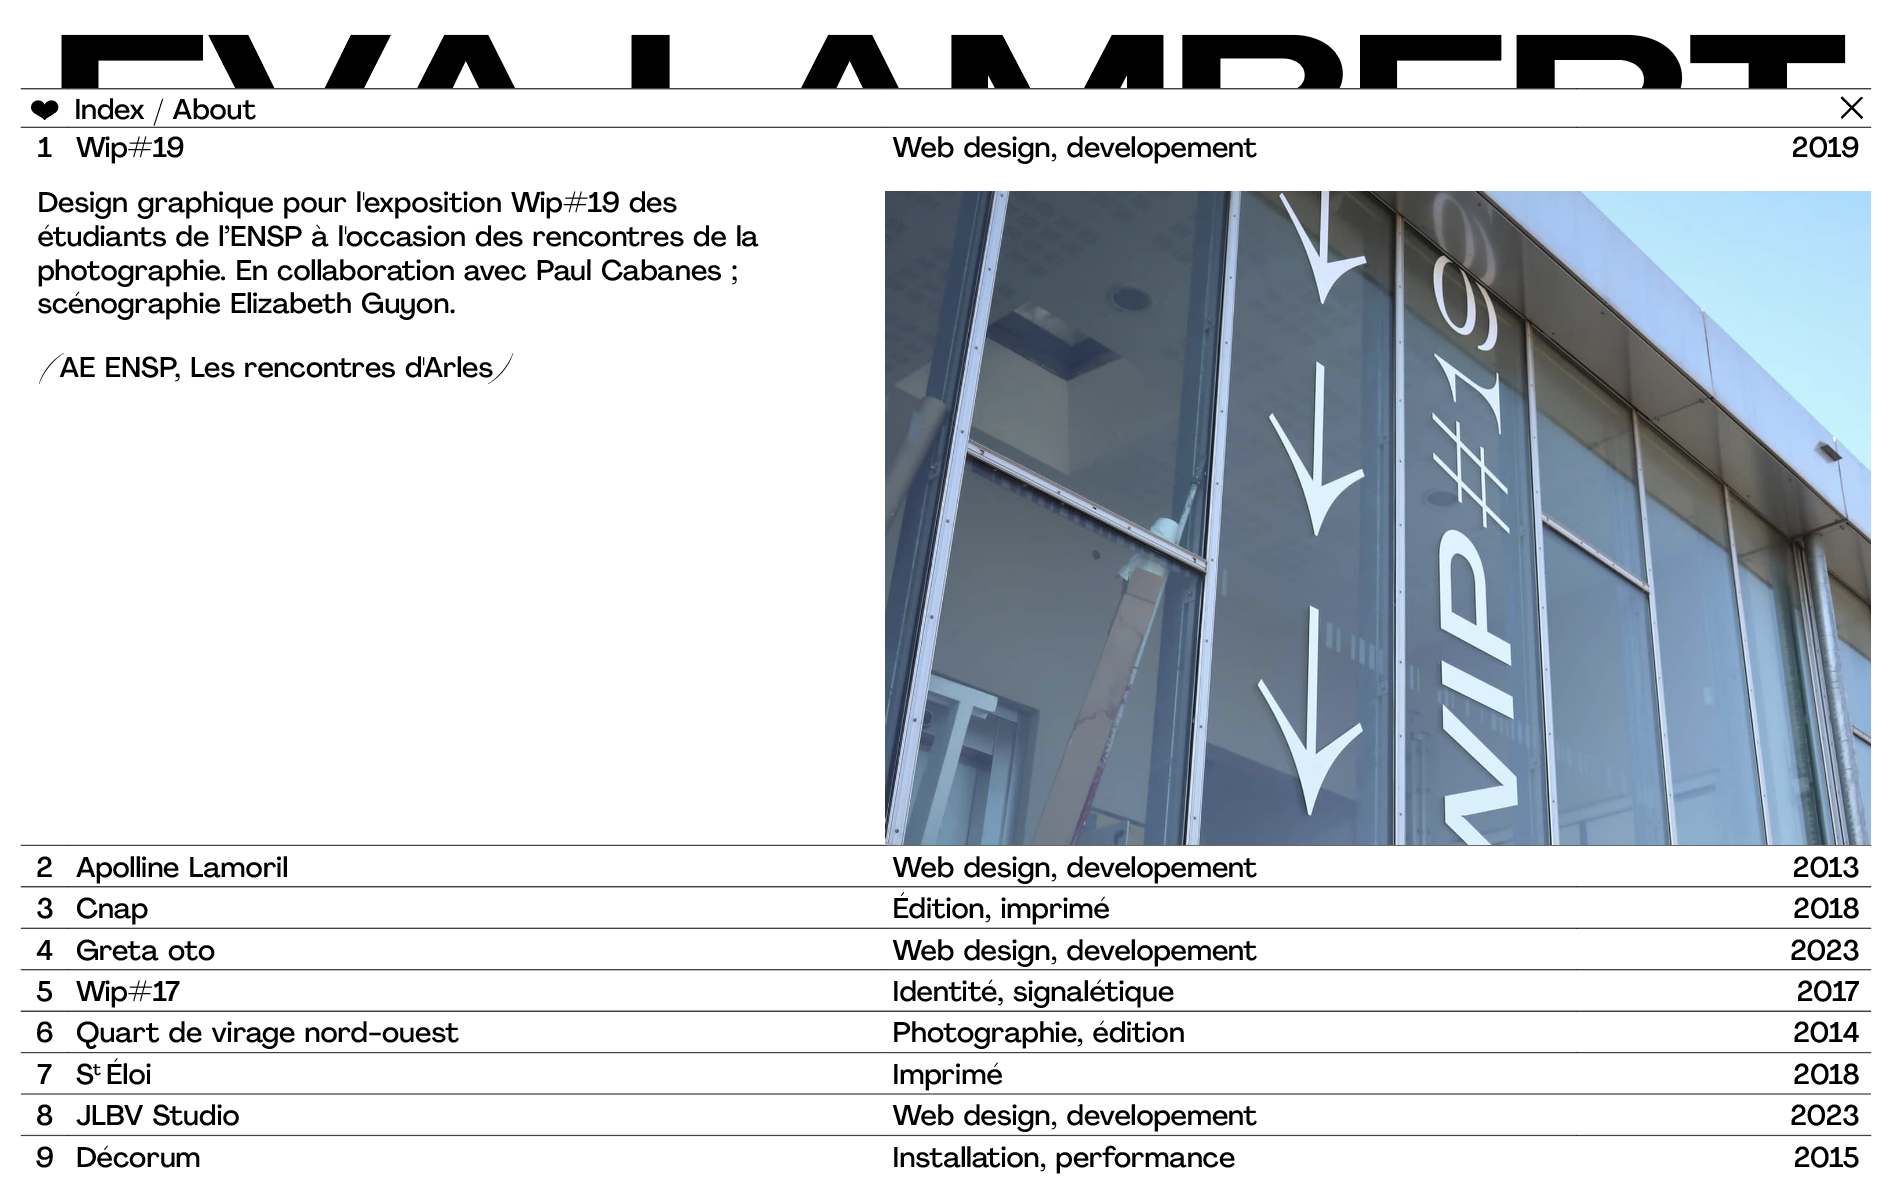 EVA LAMBERT
Index / About
1 Wip#19 Web design, developement 2019
Design graphique pour l'exposition Wip#19 des
étudiants de l’ENSP à l'occasion des rencontres de la
photographie. En collaboration avec Paul Cabanes ;
scénographie Elizabeth Guyon.
(AE ENSP, Les rencontres d'Arles)
WIP#19
2 Apolline Lamoril Web design, developement 2013
3 Cnap Édition, imprimé 2018
4 Greta oto Web design, developement 2023
5 Wip#17 Identité, signalétique 2017
6 Quart de virage nord-ouest Photographie, édition 2014
7 St Éloi Imprimé 2018
8 JLBV Studio Web design, developement 2023
9 Décorum Installation, performance 2015